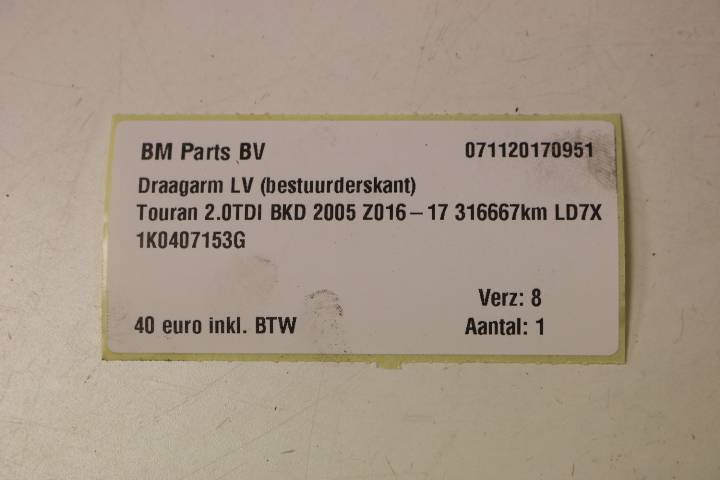 BM Parts BV 071120170951
Draagarm LV (bestuurderskant)
Touran 2.0TDI BKD 2005 Z016-17 316667km LD7X
1K0407153G
Verz: 8
40 euro inkl. BTW Aantal: 1